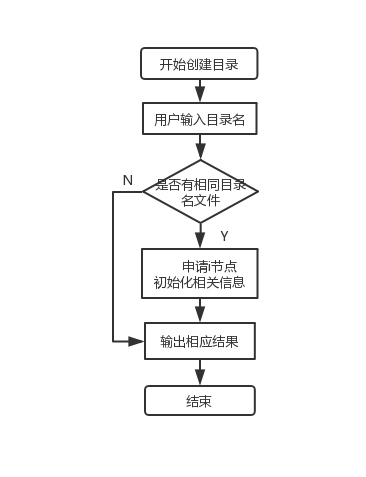 开始创建目录
用户输入目录名
N
是否有相同目录
名文件
Y
申请i节点
初始化相关信息
输出相应结果
结束